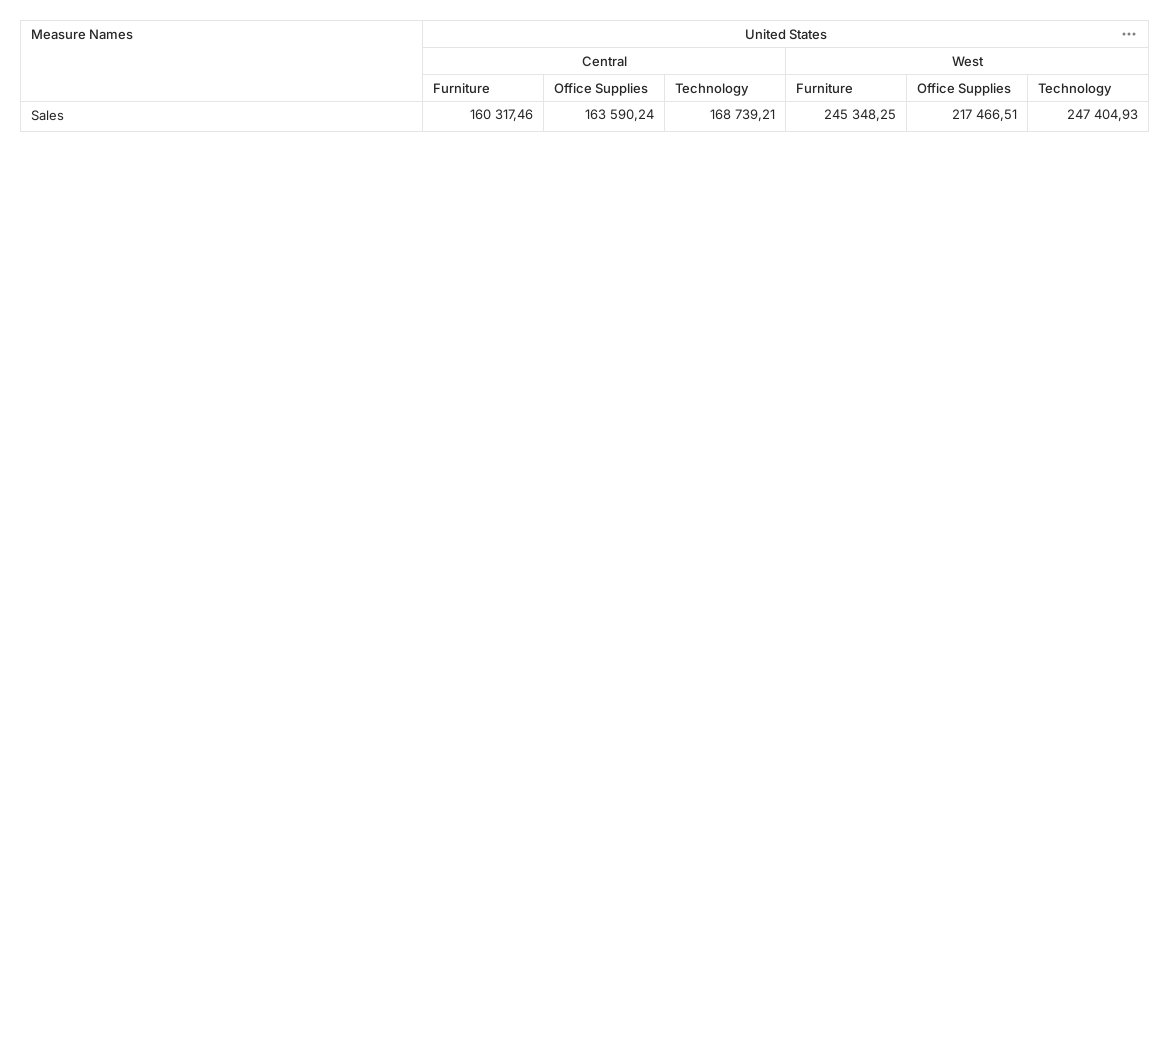 Measure Names
United States
Central West
Furniture Office Supplies Technology Furniture Office Supplies Technology
Sales 160 317,46 163 590,24 168 739,21 245 348,25 217 466,51 247 404,93